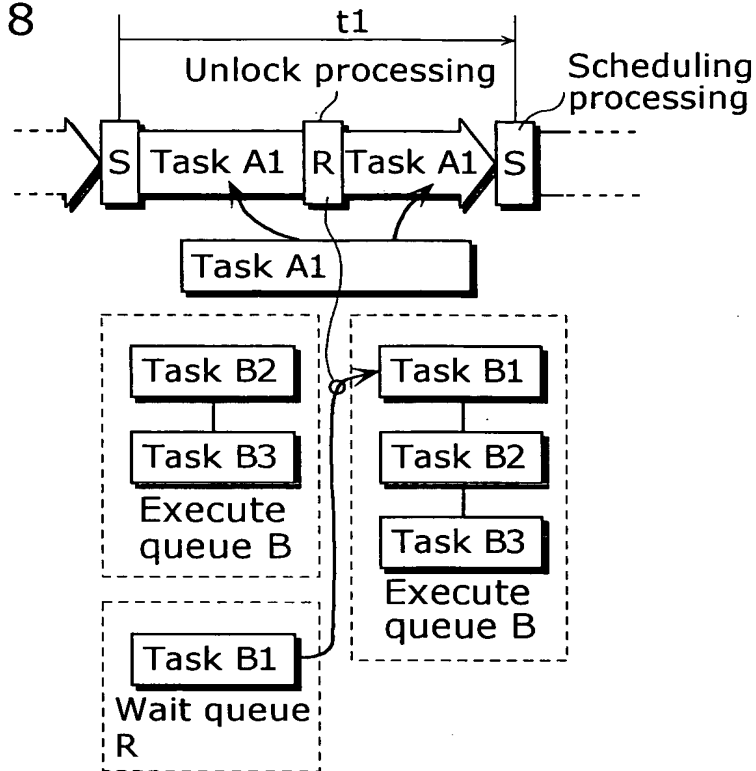 8
t1
Unlock processing
Scheduling
processing
S
Task A1
R
Task A1
S
Task A1
Task B2
Task B3
Execute
queue B
Task B1
Task B2
Task B3
Execute
queue B
Task B1
Wait queue
R